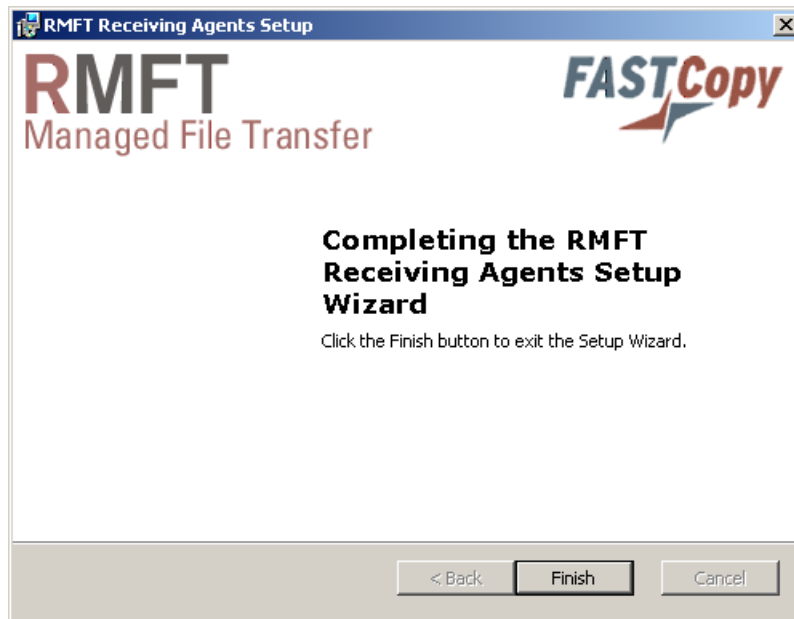 RMFT Receiving Agents Setup
RMFT
Managed File Transfer
FASTCopy
Completing the RMFT
Receiving Agents Setup
Wizard
Click the Finish button to exit the Setup Wizard.
< Back
Finish
Cancel